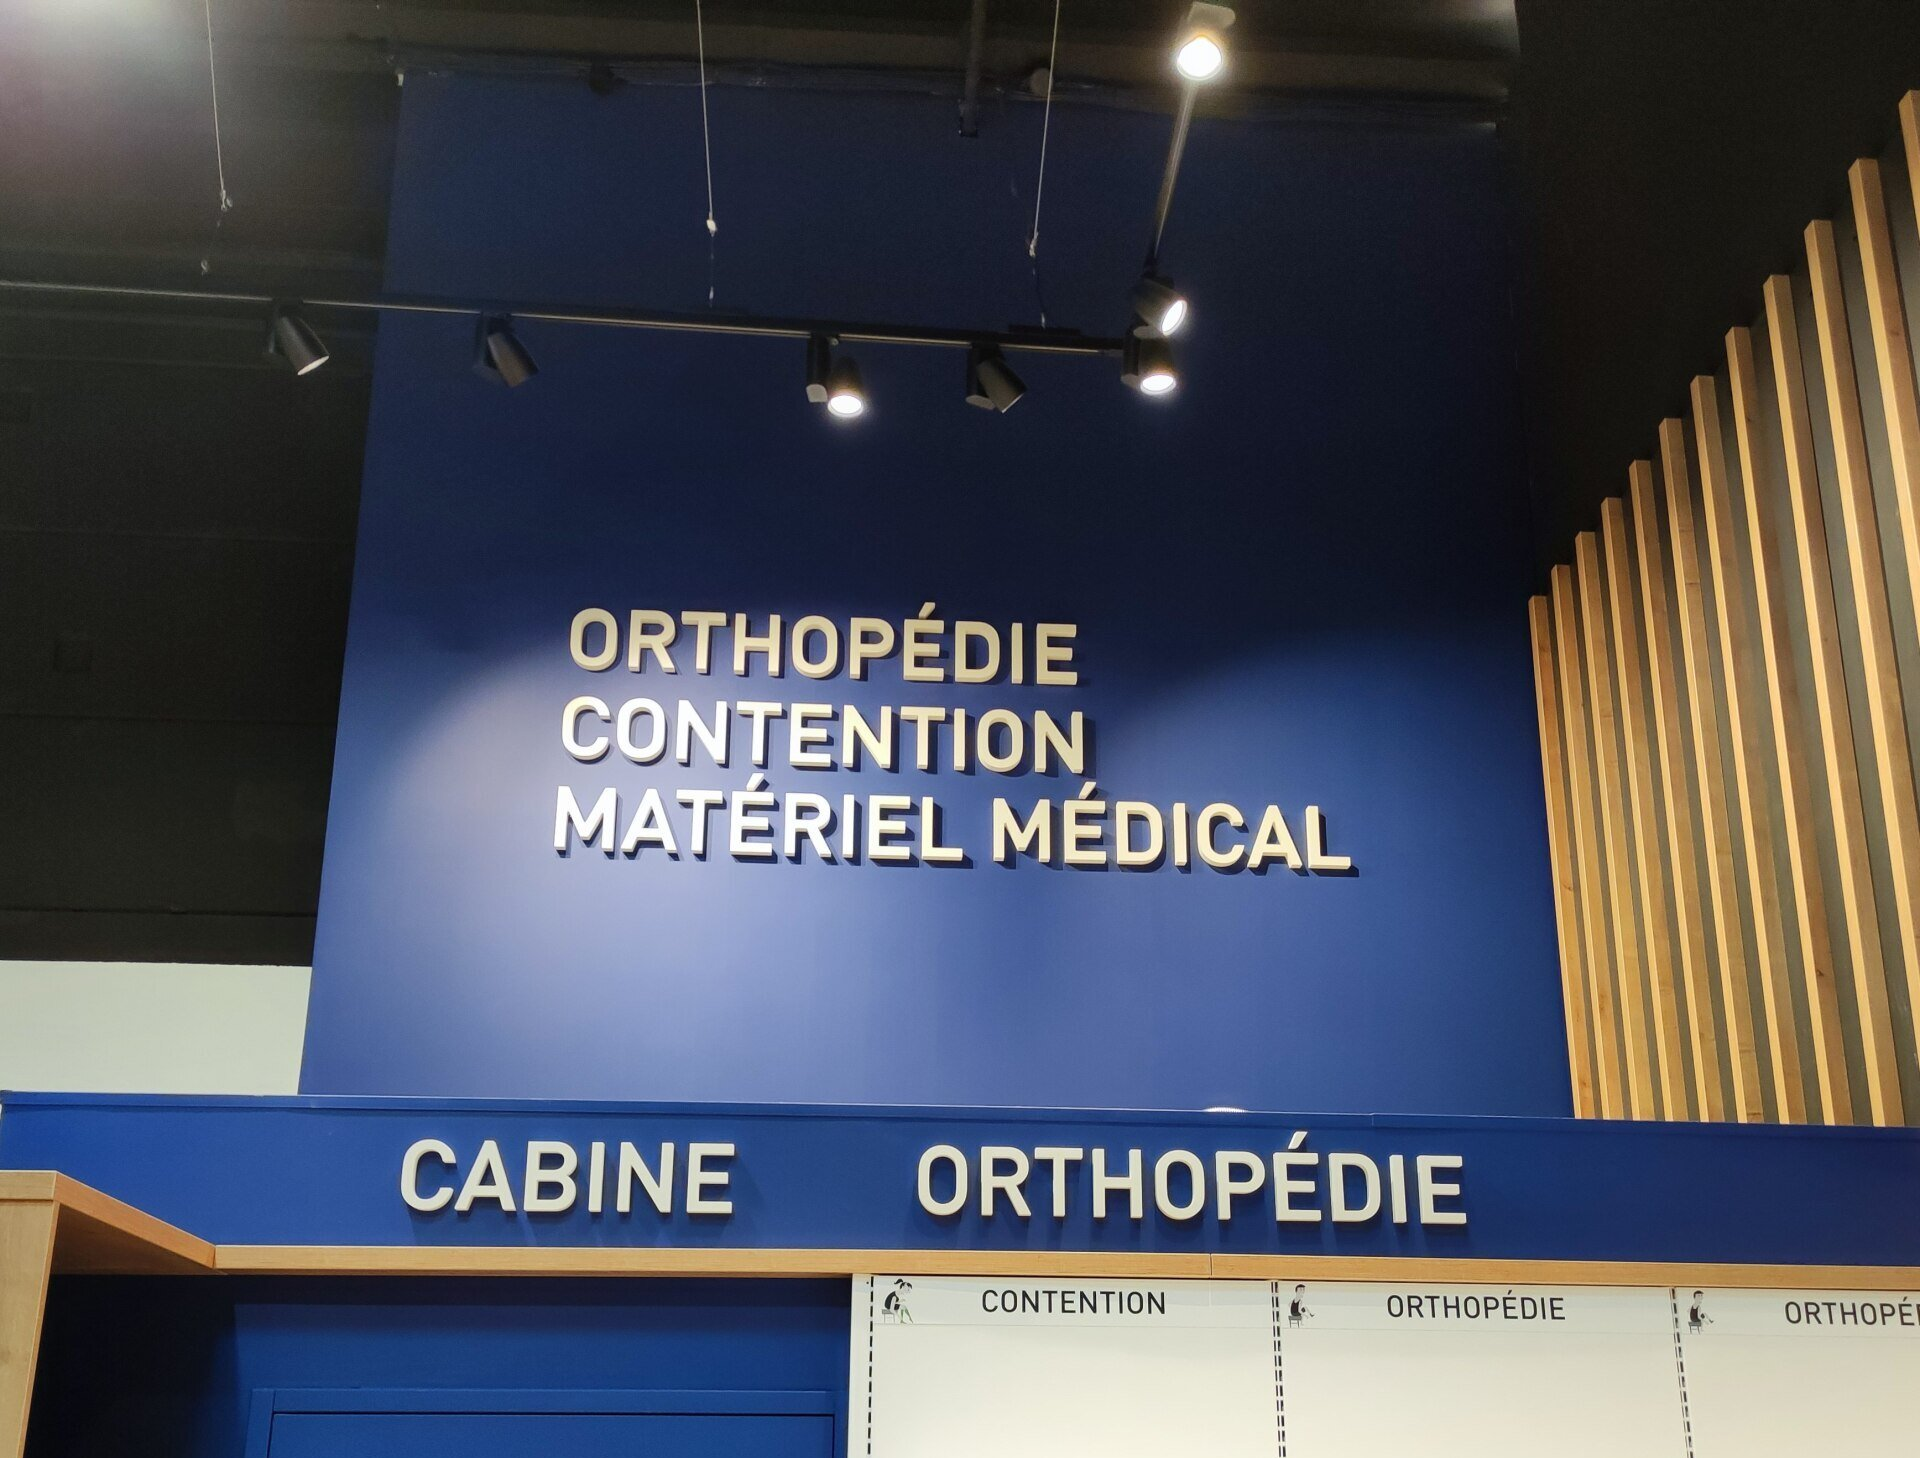 ORTHOPÉDIE
CONTENTION
MATÉRIEL MÉDICAL
CABINE ORTHOPÉDIE
CONTENTION ORTHOPÉDIE